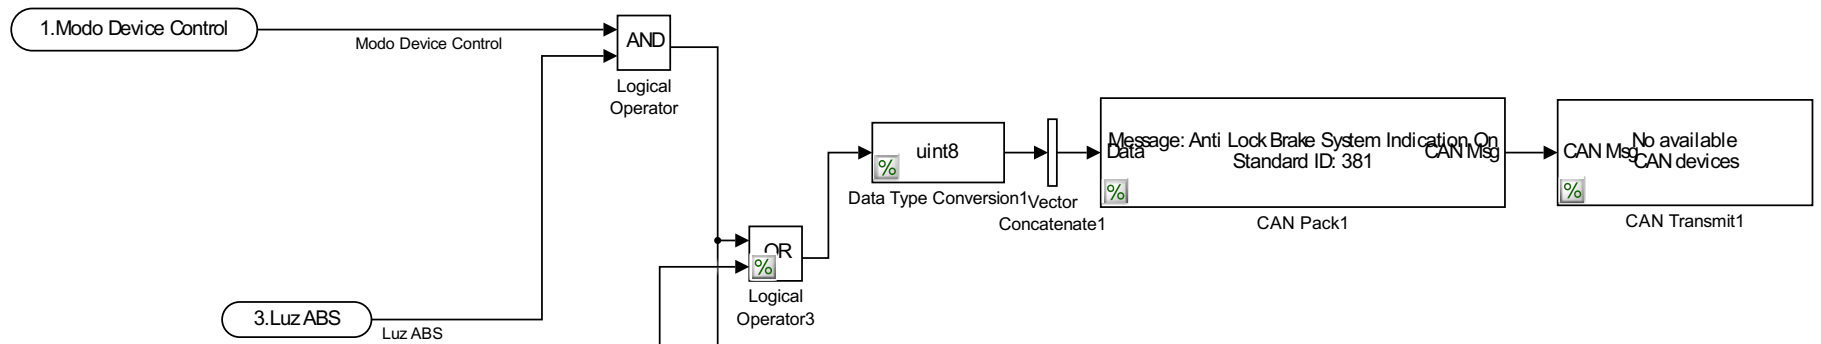 1.Modo Device Control
Modo Device Control
AND
Logical
Operator
uint8
%
Data Type Conversion1
Vector
Concatenate1
Message: Anti Lock Brake System Indication On
Data
CAN Msg
Standard ID: 381
%
CAN Pack1
No available
CAN Msg
CAN devices
%
CAN Transmit1
OR
%
Logical
Operator3
3.Luz ABS
Luz ABS